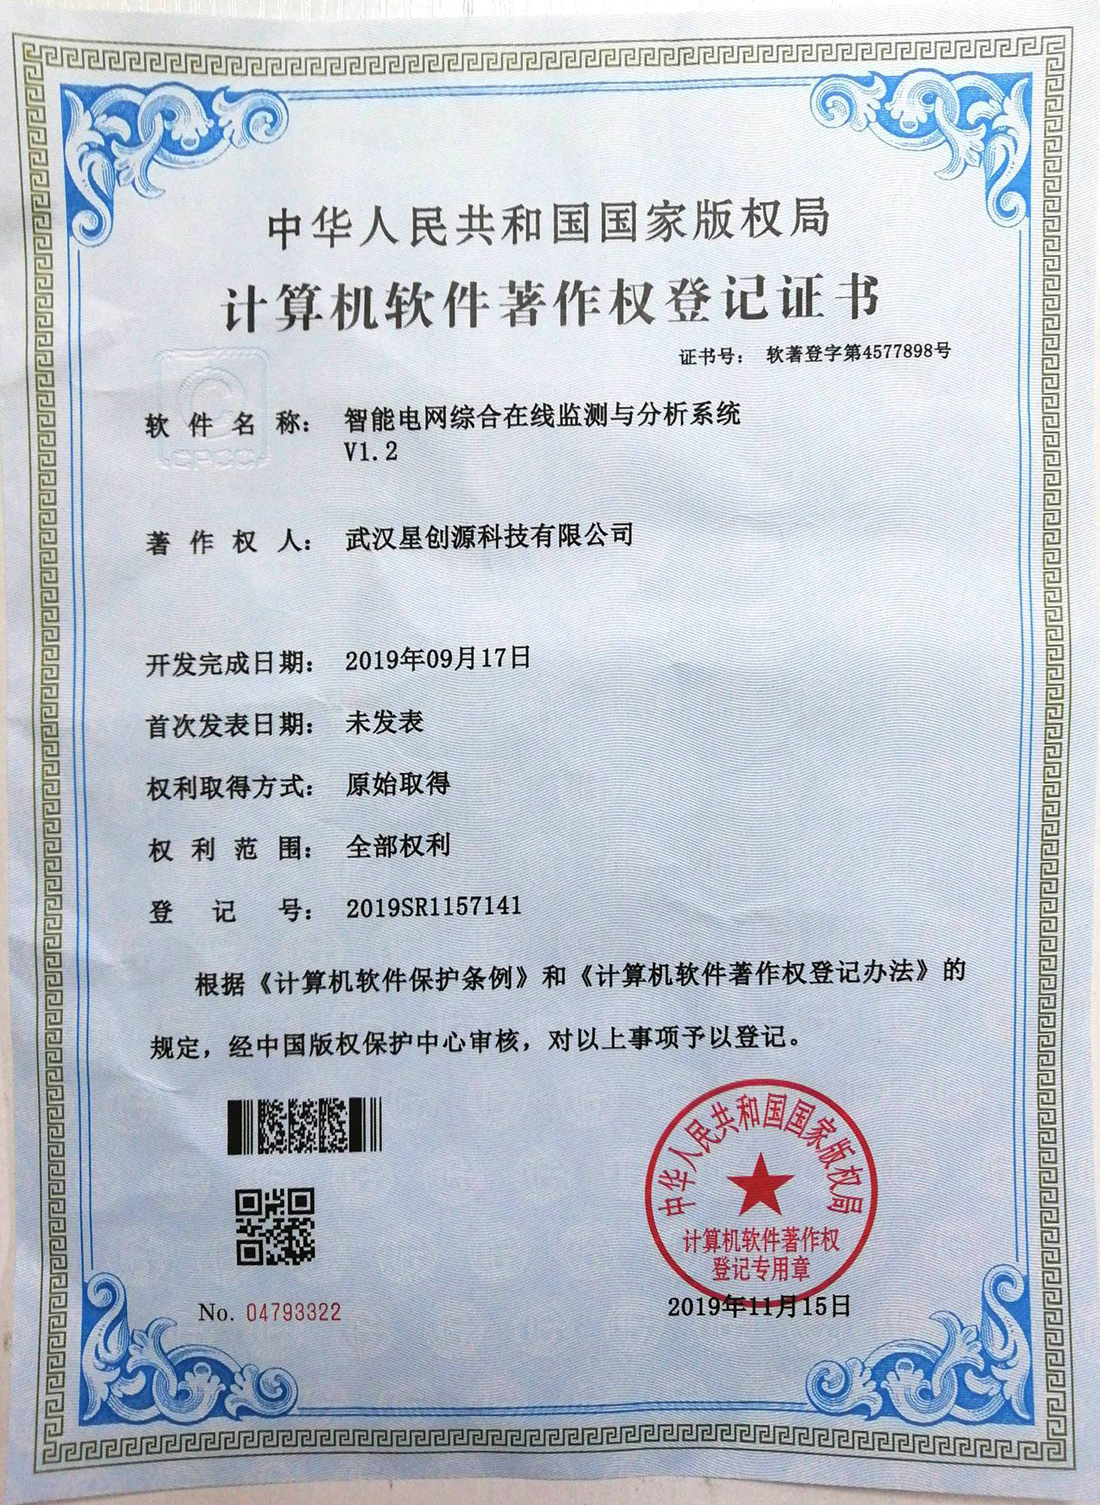 中华人民共和国国家版权局
计算机软件著作权登记证书
证书号： 软著登字第4577898号
软件名称： 智能电网综合在线监测与分析系统
V1.2
著作权人： 武汉星创源科技有限公司
开发完成日期： 2019年09月17日
首次发表日期： 未发表
权利取得方式： 原始取得
权利范围： 全部权利
登记号： 2019SR1157141
根据《计算机软件保护条例》和《计算机软件著作权登记办法》的
规定，经中国版权保护中心审核，对以上事项予以登记。
中华人民共和国国家版权局
计算机软件著作权
登记专用章
No. 04793322
2019年11月15日
CPCC